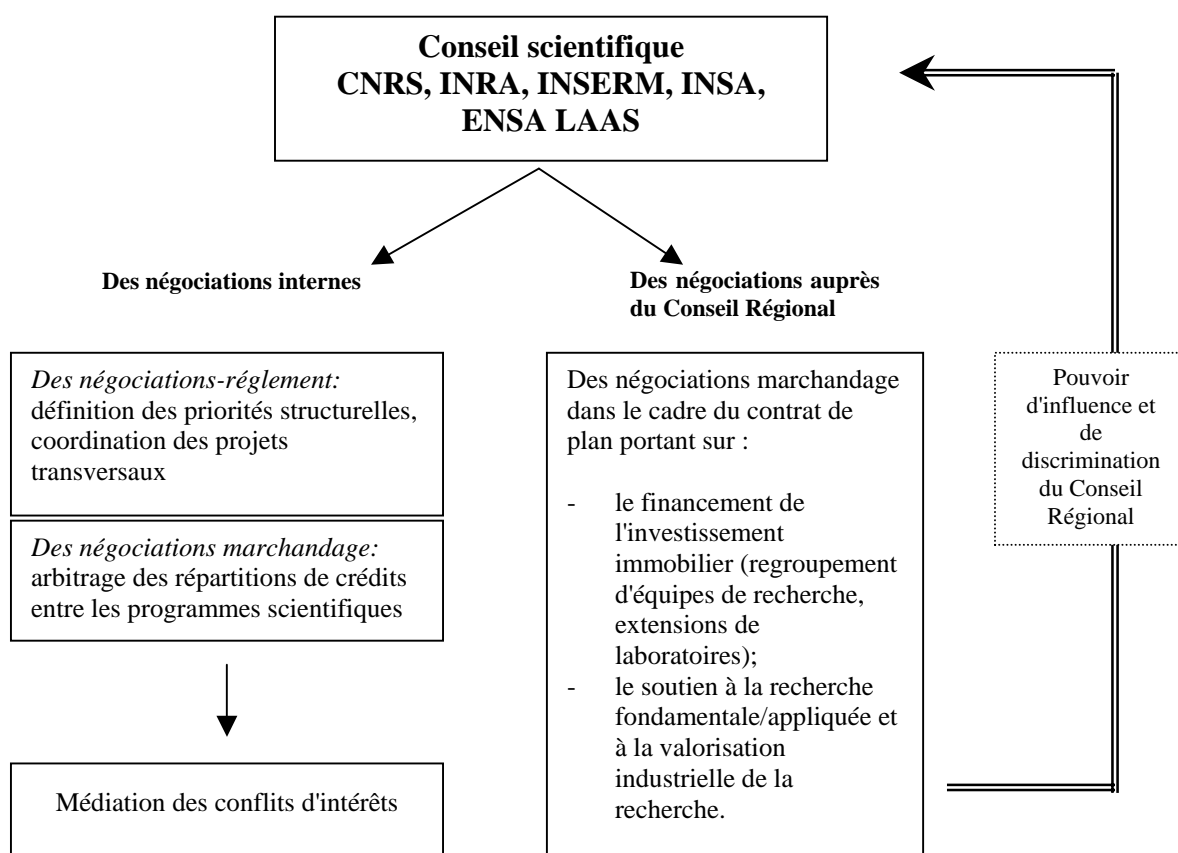 Conseil scientifique
CNRS, INRA, INSERM, INSA,
ENSA LAAS
Des négociations internes
Des négociations auprès
du Conseil Régional
Des négociations-réglement:
définition des priorités structurelles,
coordination des projets
transversaux
Des négociations marchandage:
arbitrage des répartitions de crédits
entre les programmes scientifiques
Médiation des conflits d'intérêts
Des négociations marchandage
dans le cadre du contrat de
plan portant sur :
- le financement de
l'investissement
immobilier (regroupement
d'équipes de recherche,
extensions de
laboratoires);
- le soutien à la recherche
fondamentale/appliquée et
à la valorisation
industrielle de la
recherche.
Pouvoir
d'influence et
de
discrimination
du Conseil
Régional